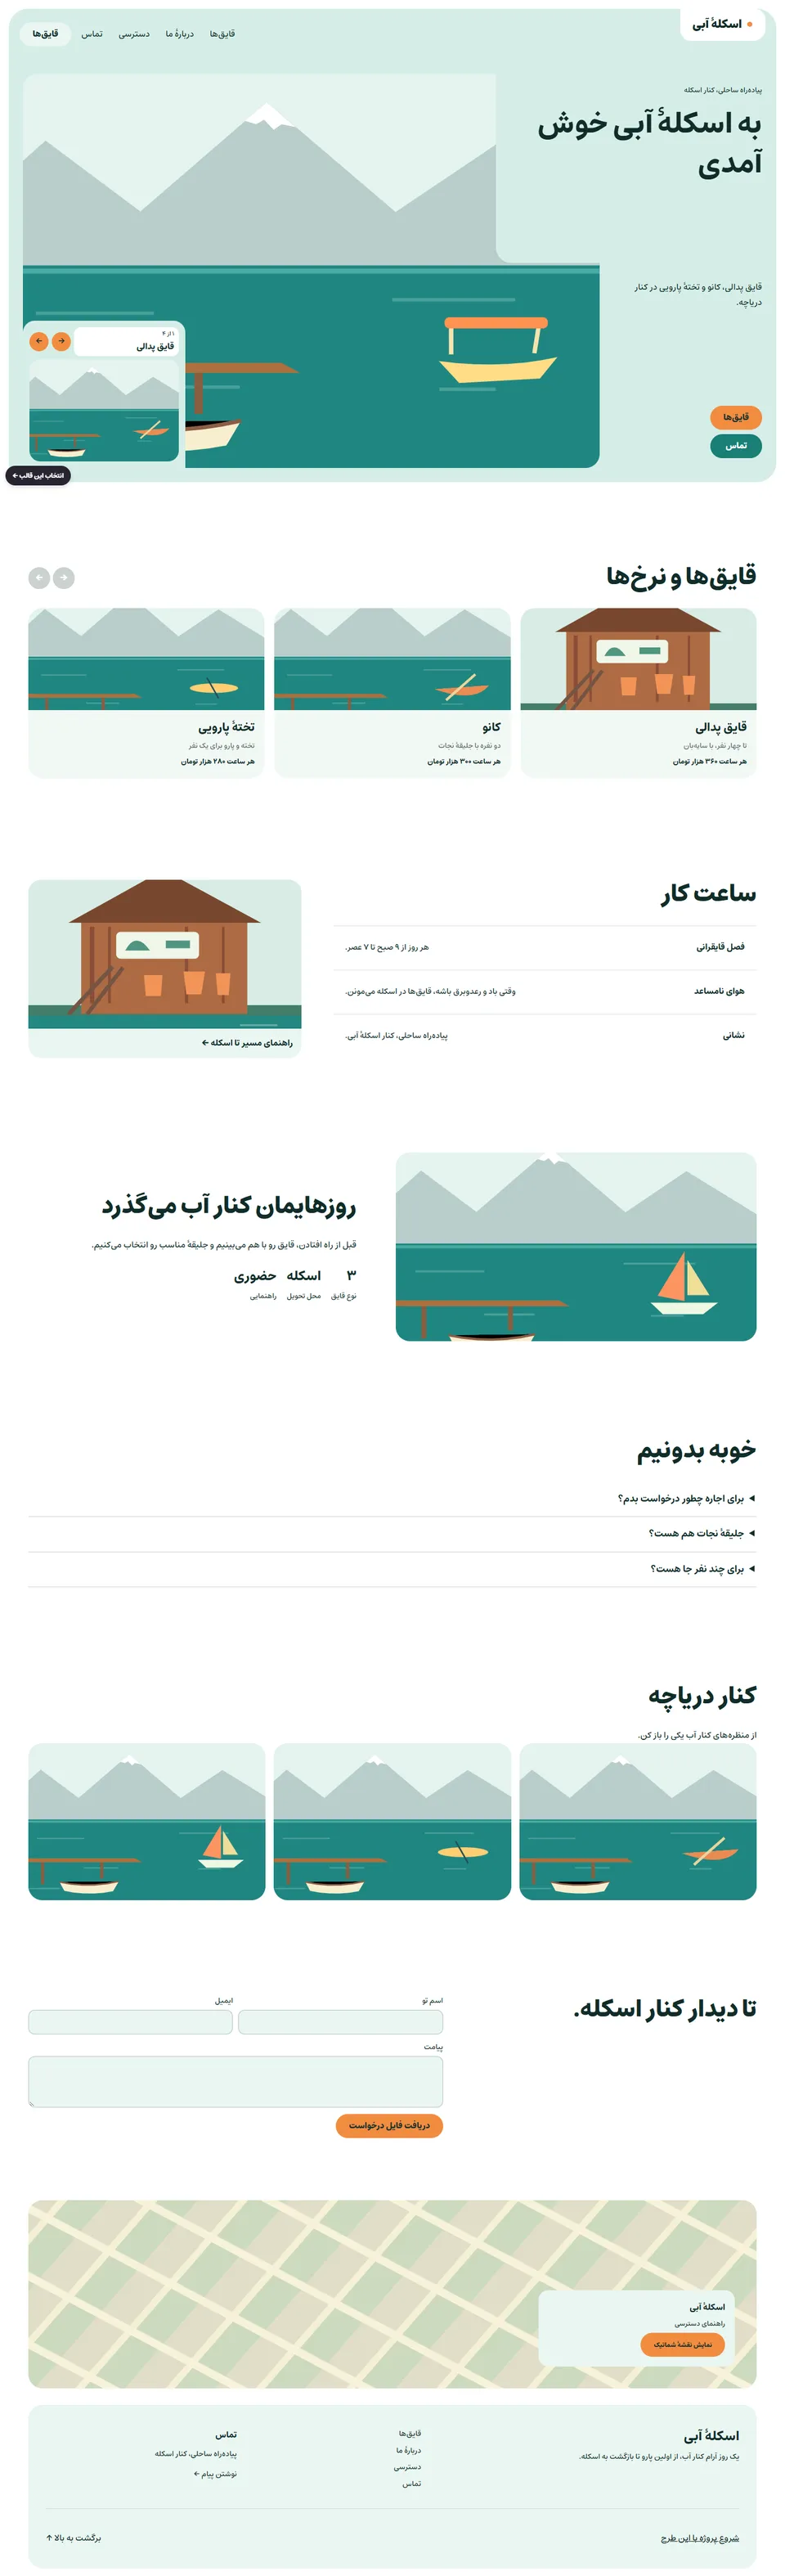 اسکلهٔ آبی
قایق‌ها
دربارهٔ ما
دسترسی
تماس
قایق‌ها
پیاده‌راه ساحلی، کنار اسکله
به اسکلهٔ آبی خوش
آمدی
قایق پدالی، کانو و تختهٔ پارویی در کنار
دریاچه.
قایق‌ها
تماس
۱ از ۴
قایق پدالی
→
←
انتخاب این قالب ←
قایق‌ها و نرخ‌ها
→
←
قایق پدالی
تا چهار نفر، با سایه‌بان
هر ساعت ۳۶۰ هزار تومان
کانو
دو نفره با جلیقهٔ نجات
هر ساعت ۳۰۰ هزار تومان
تختهٔ پارویی
تخته و پارو برای یک نفر
هر ساعت ۲۸۰ هزار تومان
ساعت کار
فصل قایقرانی
هر روز از ۹ صبح تا ۷ عصر.
هوای نامساعد
وقتی باد و رعدوبرق باشه، قایق‌ها در اسکله می‌مونن.
نشانی
پیاده‌راه ساحلی، کنار اسکلهٔ آبی.
راهنمای مسیر تا اسکله ←
روزهایمان کنار آب می‌گذرد
قبل از راه افتادن، قایق رو با هم می‌بینیم و جلیقهٔ مناسب رو انتخاب می‌کنیم.
۳
نوع قایق
اسکله
محل تحویل
حضوری
راهنمایی
خوبه بدونیم
برای اجاره چطور درخواست بدم؟
جلیقهٔ نجات هم هست؟
برای چند نفر جا هست؟
کنار دریاچه
از منظره‌های کنار آب یکی را باز کن.
تا دیدار کنار اسکله.
اسم تو
ایمیل
پیامت
دریافت فایل درخواست
اسکلهٔ آبی
راهنمای دسترسی
نمایش نقشهٔ شماتیک
اسکلهٔ آبی
یک روز آرام کنار آب، از اولین پارو تا بازگشت به اسکله.
قایق‌ها
دربارهٔ ما
دسترسی
تماس
تماس
پیاده‌راه ساحلی، کنار اسکله
نوشتن پیام ←
شروع پروژه با این طرح
برگشت به بالا ↑